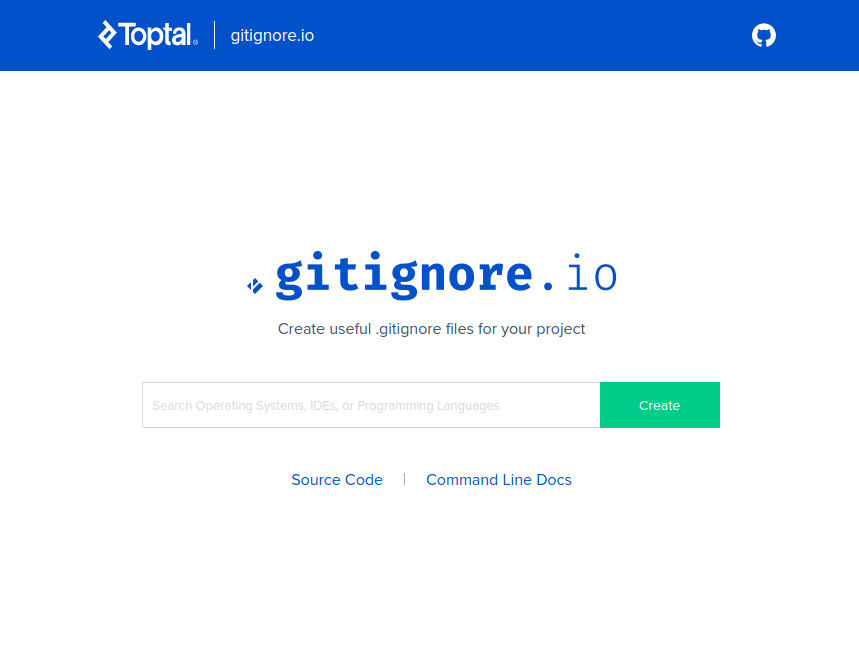 Toptal® gitignore.io
.gitignore.io
Create useful .gitignore files for your project
Search Operating Systems, IDEs, or Programming Languages Create
Source Code | Command Line Docs